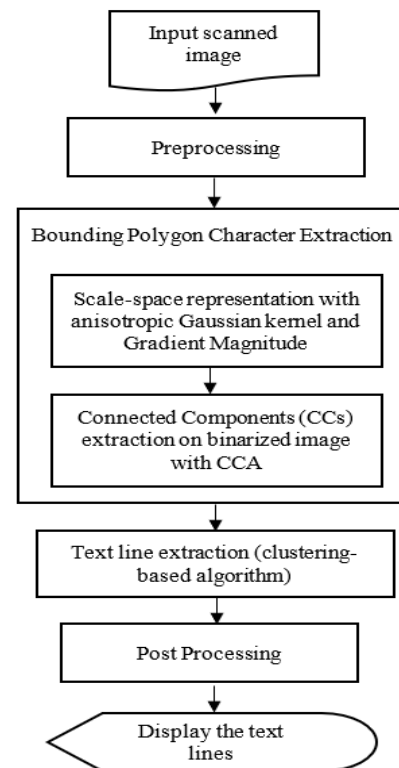 Input scanned
image
Preprocessing
Bounding Polygon Character Extraction
Scale-space representation with
anisotropic Gaussian kernel and
Gradient Magnitude
Connected Components (CCs)
extraction on binarized image
with CCA
Text line extraction (clustering-
based algorithm)
Post Processing
Display the text
lines